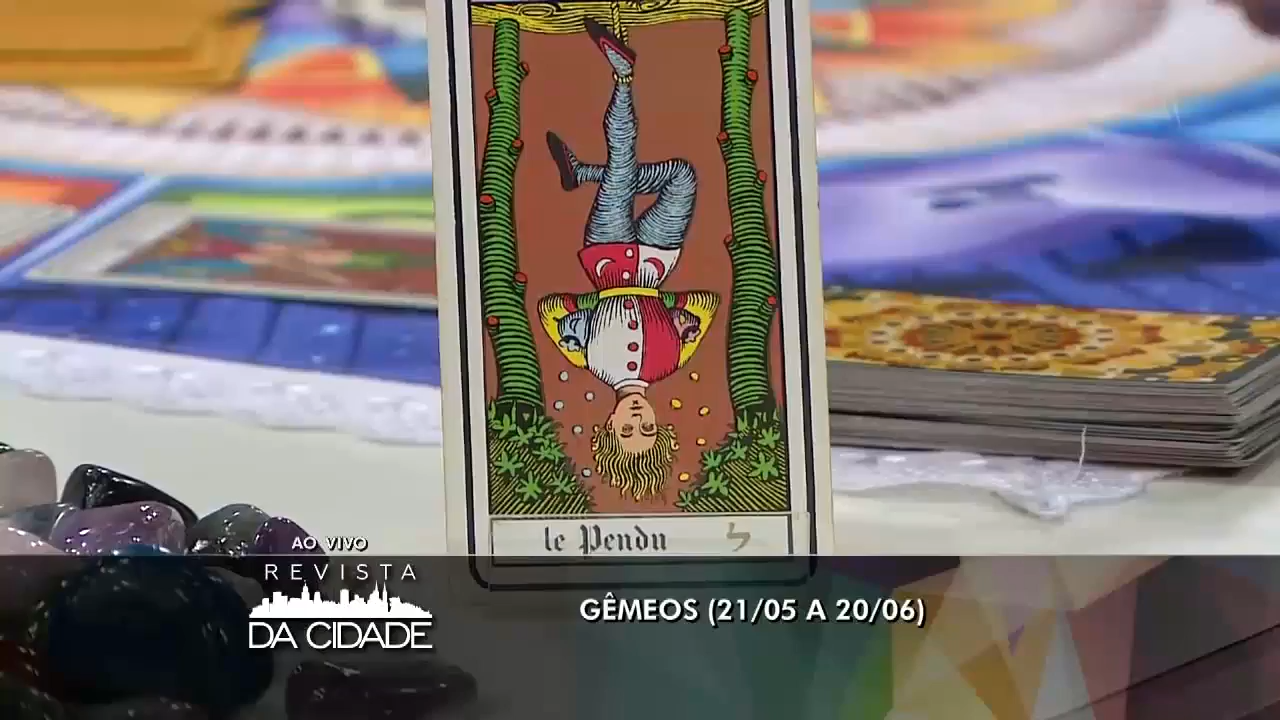 le Pendu ל
AO VIVO
REVISTA
DA CIDADE
GÊMEOS (21/05 A 20/06)